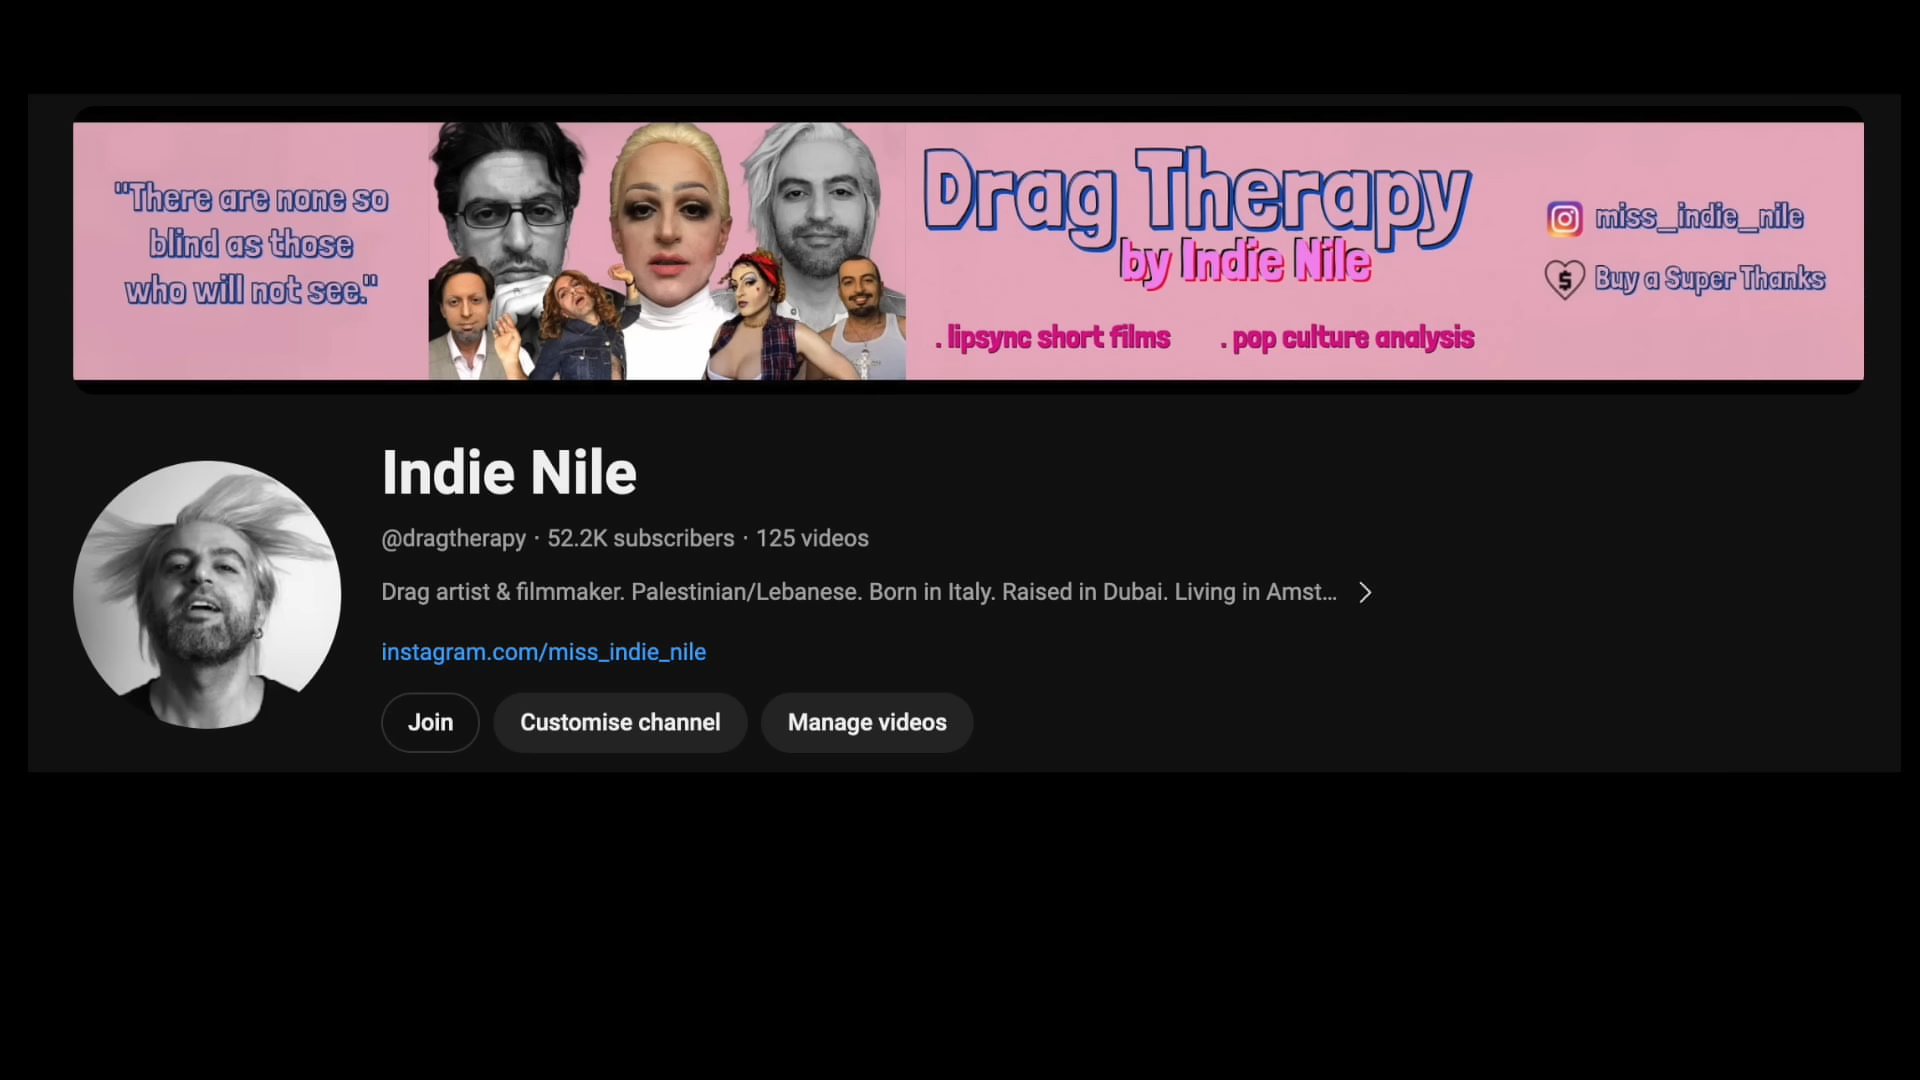 "There are none so
blind as those
who will not see."
Drag Therapy
by Indie Nile
. lipsync short films
. pop culture analysis
miss_indie_nile
$ Buy a Super Thanks
Indie Nile
@dragtherapy · 52.2K subscribers · 125 videos
Drag artist & filmmaker. Palestinian/Lebanese. Born in Italy. Raised in Dubai. Living in Amst...
instagram.com/miss_indie_nile
Join
Customise channel
Manage videos